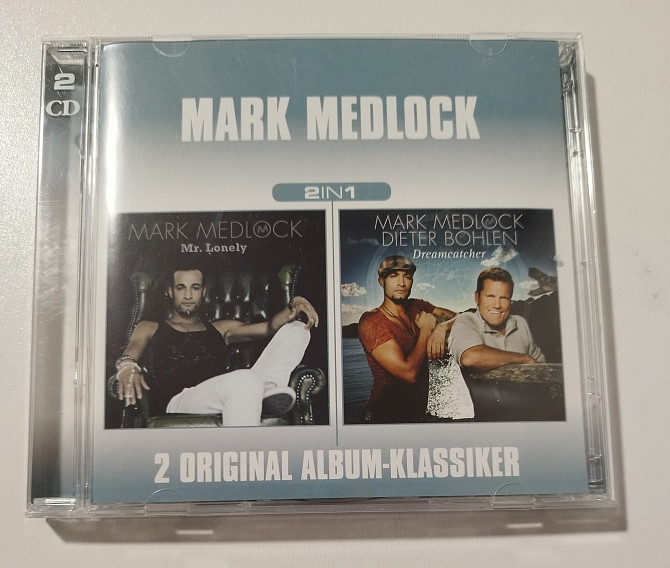 2
CD
MARK MEDLOCK
2IN1
MARK MEDLOCK
Mr. Lonely
MARK MEDLOCK
DIETER BOHLEN
Dreamcatcher
2 ORIGINAL ALBUM-KLASSIKER